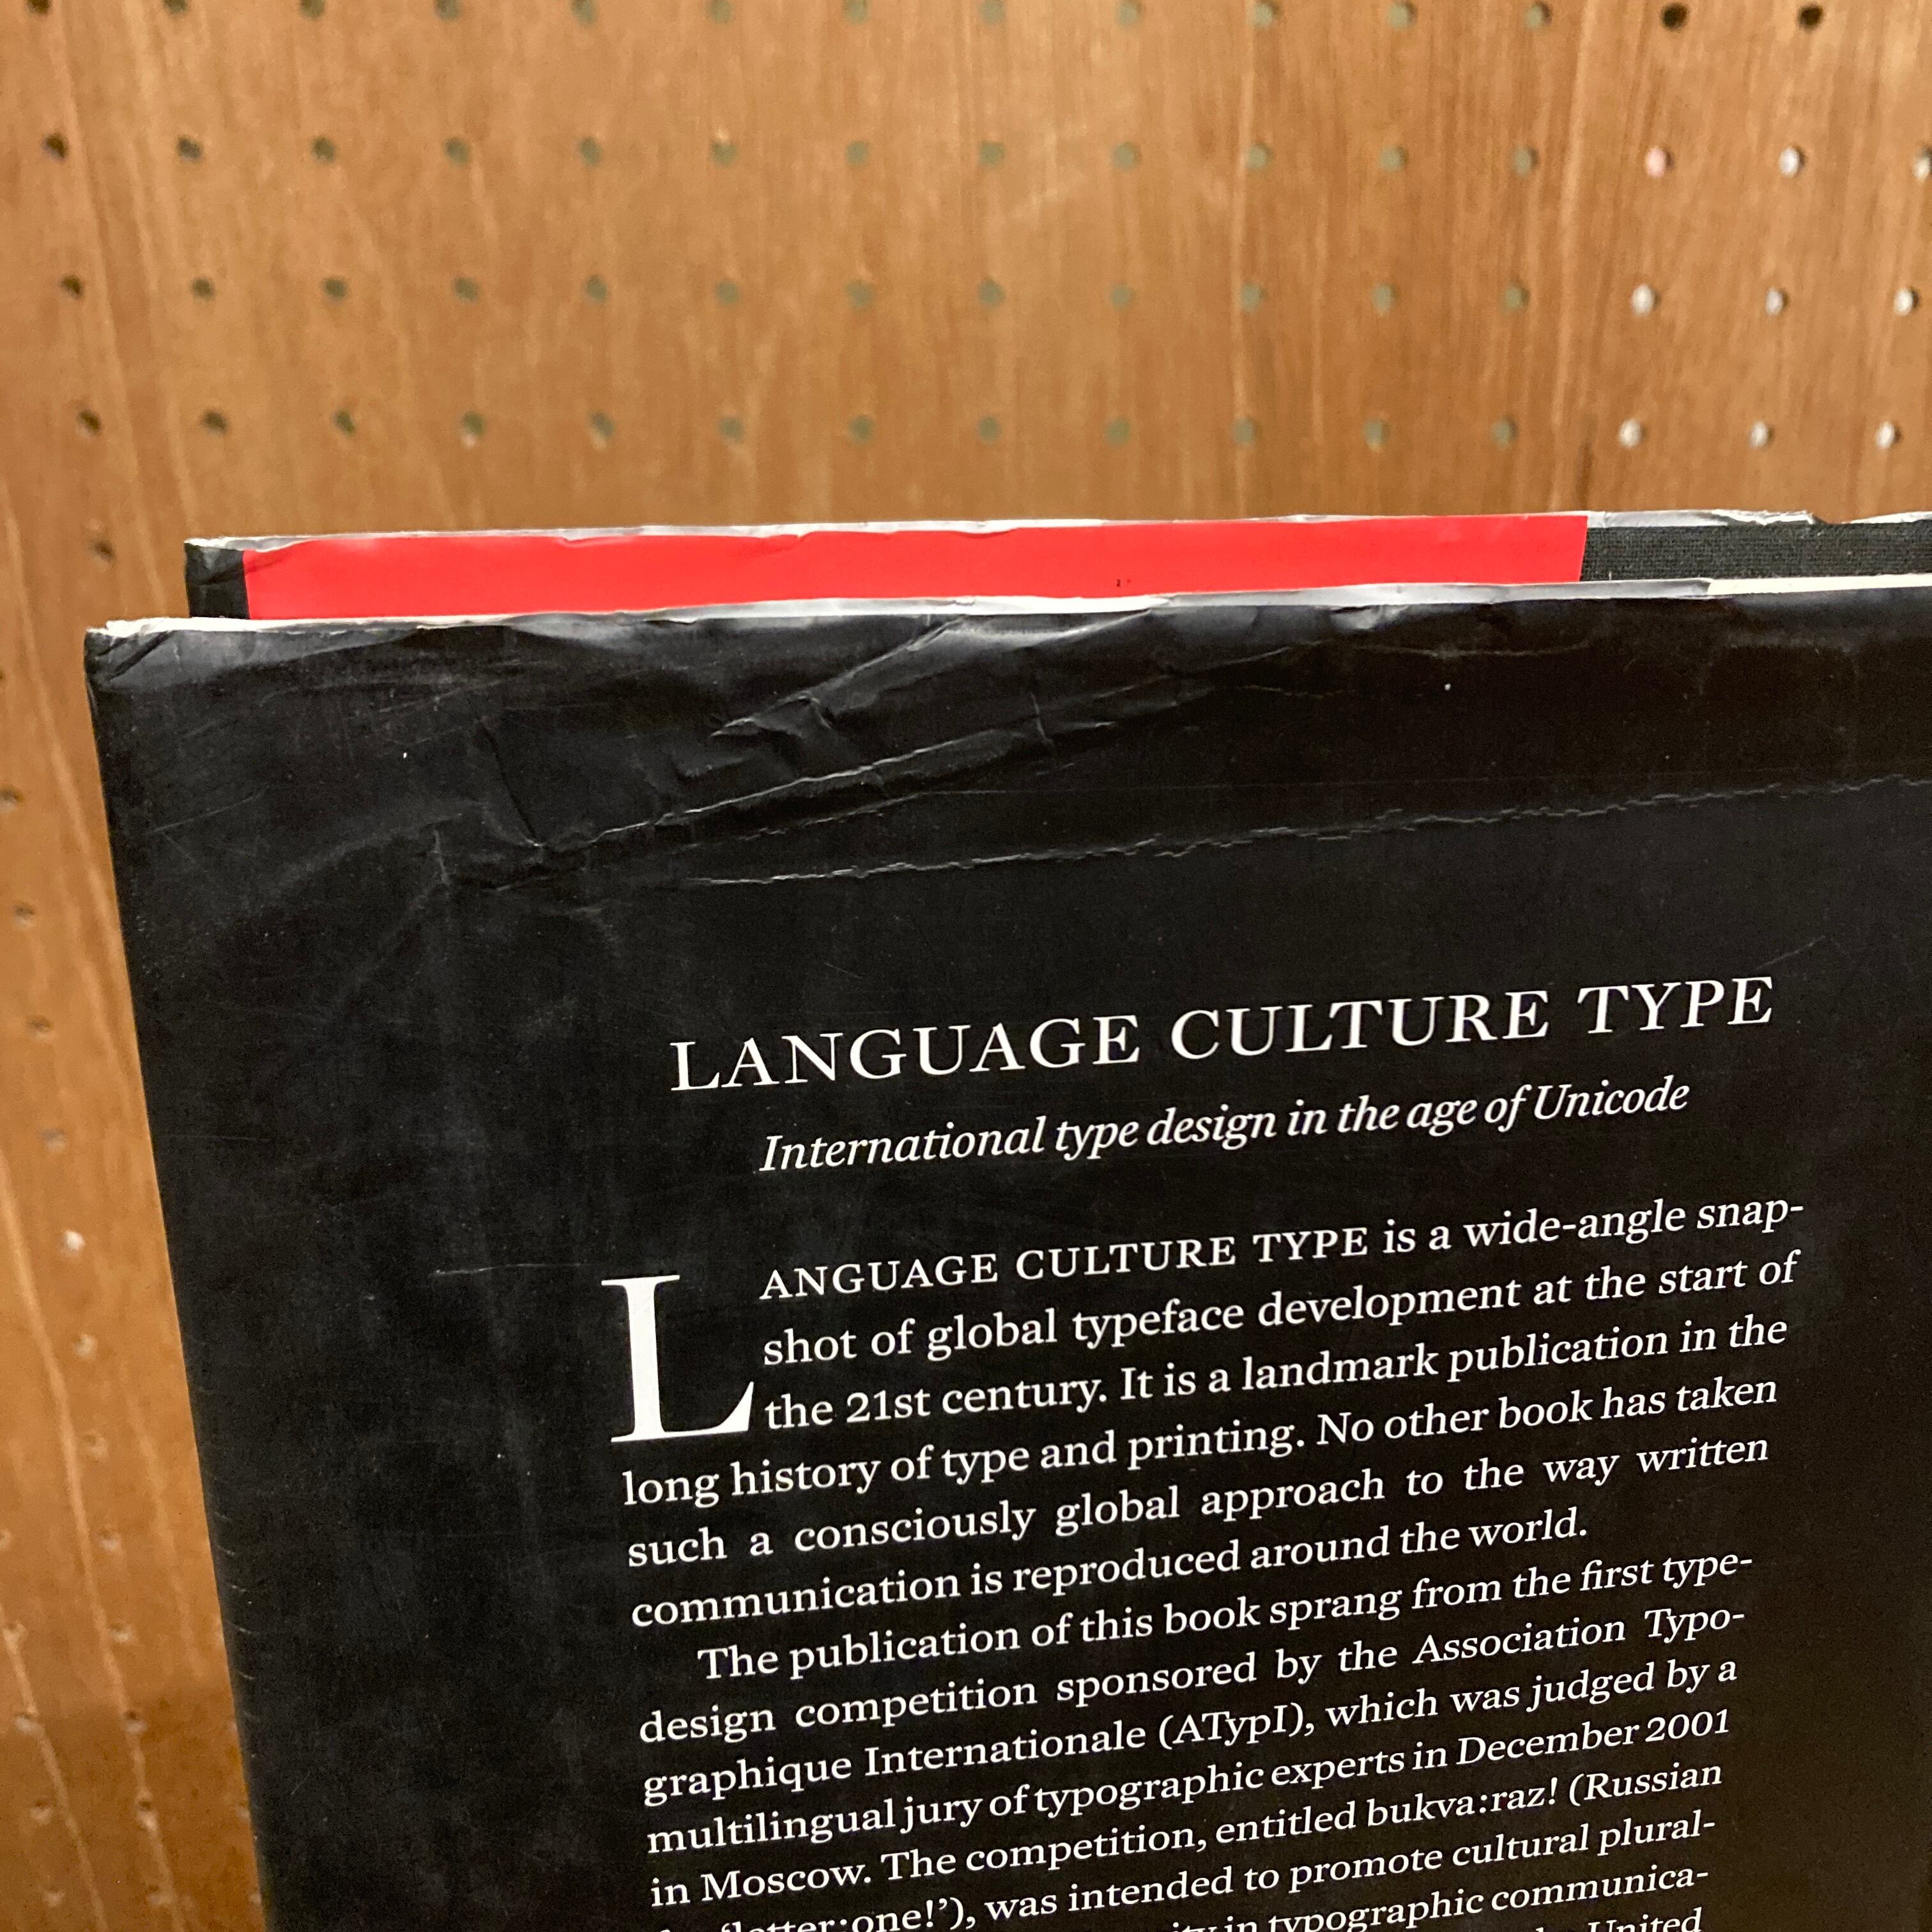 LANGUAGE CULTURE TYPE
International type design in the age of Unicode
LANGUAGE CULTURE TYPE is a wide-angle snap-
shot of global typeface development at the start of
the 21st century. It is a landmark publication in the
long history of type and printing. No other book has taken
such a consciously global approach to the way written
communication is reproduced around the world.
The publication of this book sprang from the first type-
design competition sponsored by the Association Typo-
graphique Internationale (ATypI), which was judged by a
multilingual jury of typographic experts in December 2001
in Moscow. The competition, entitled bukva:raz! (Russian
‘letter:one!’), was intended to promote cultural plural-
in typographic communica-
United